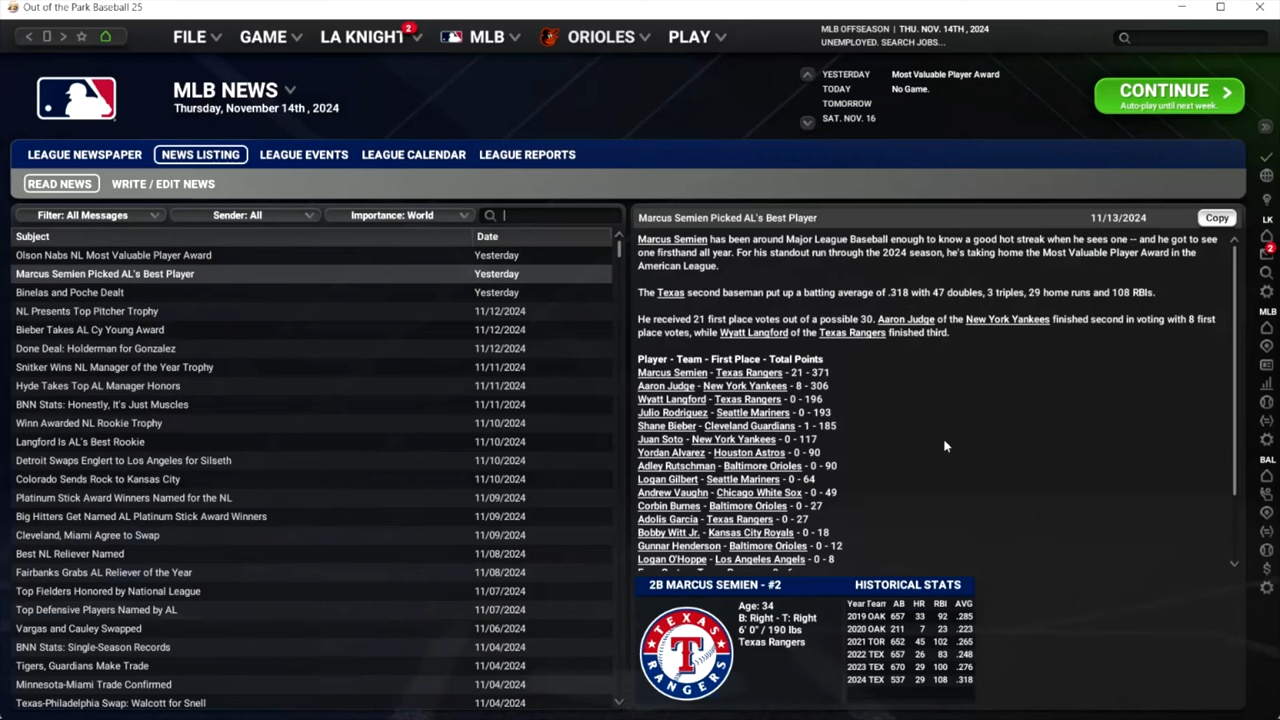 Out of the Park Baseball 25
FILE GAME LA KNIGHT 2 MLB ORIOLES PLAY
MLB OFFSEASON | THU. NOV. 14TH , 2024
UNEMPLOYED. SEARCH JOBS...
MLB NEWS
Thursday, November 14th , 2024
YESTERDAY Most Valuable Player Award
TODAY No Game.
TOMORROW
SAT. NOV. 16
CONTINUE
Auto-play until next week.
LEAGUE NEWSPAPER NEWS LISTING LEAGUE EVENTS LEAGUE CALENDAR LEAGUE REPORTS
READ NEWS WRITE / EDIT NEWS
Filter: All Messages Sender: All Importance: World
Subject Date
Olson Nabs NL Most Valuable Player Award Yesterday
Marcus Semien Picked AL's Best Player Yesterday
Binelas and Poche Dealt Yesterday
NL Presents Top Pitcher Trophy 11/12/2024
Bieber Takes AL Cy Young Award 11/12/2024
Done Deal: Holderman for Gonzalez 11/12/2024
Snitker Wins NL Manager of the Year Trophy 11/11/2024
Hyde Takes Top AL Manager Honors 11/11/2024
BNN Stats: Honestly, It's Just Muscles 11/11/2024
Winn Awarded NL Rookie Trophy 11/10/2024
Langford Is AL's Best Rookie 11/10/2024
Detroit Swaps Englert to Los Angeles for Silseth 11/10/2024
Colorado Sends Rock to Kansas City 11/10/2024
Platinum Stick Award Winners Named for the NL 11/09/2024
Big Hitters Get Named AL Platinum Stick Award Winners 11/09/2024
Cleveland, Miami Agree to Swap 11/09/2024
Best NL Reliever Named 11/08/2024
Fairbanks Grabs AL Reliever of the Year 11/08/2024
Top Fielders Honored by National League 11/07/2024
Top Defensive Players Named by AL 11/07/2024
Vargas and Cauley Swapped 11/06/2024
BNN Stats: Single-Season Records 11/04/2024
Tigers, Guardians Make Trade 11/04/2024
Minnesota-Miami Trade Confirmed 11/04/2024
Texas-Philadelphia Swap: Walcott for Snell 11/04/2024
Marcus Semien Picked AL's Best Player 11/13/2024 Copy
Marcus Semien has been around Major League Baseball enough to know a good hot streak when he sees one -- and he got to see
one firsthand all year. For his standout run through the 2024 season, he's taking home the Most Valuable Player Award in the
American League.
The Texas second baseman put up a batting average of .318 with 47 doubles, 3 triples, 29 home runs and 108 RBIs.
He received 21 first place votes out of a possible 30. Aaron Judge of the New York Yankees finished second in voting with 8 first
place votes, while Wyatt Langford of the Texas Rangers finished third.
Player - Team - First Place - Total Points
Marcus Semien - Texas Rangers - 21 - 371
Aaron Judge - New York Yankees - 8 - 306
Wyatt Langford - Texas Rangers - 0 - 196
Julio Rodriguez - Seattle Mariners - 0 - 193
Shane Bieber - Cleveland Guardians - 1 - 185
Juan Soto - New York Yankees - 0 - 117
Yordan Alvarez - Houston Astros - 0 - 90
Adley Rutschman - Baltimore Orioles - 0 - 90
Logan Gilbert - Seattle Mariners - 0 - 64
Andrew Vaughn - Chicago White Sox - 0 - 49
Corbin Burnes - Baltimore Orioles - 0 - 27
Adolis García - Texas Rangers - 0 - 27
Bobby Witt Jr. - Kansas City Royals - 0 - 18
Gunnar Henderson - Baltimore Orioles - 0 - 12
Logan O'Hoppe - Los Angeles Angels - 0 - 8
2B MARCUS SEMIEN - #2
Age: 34
B: Right - T: Right
6' 0" / 190 lbs
Texas Rangers
TEXAS
T
RANGERS
HISTORICAL STATS
Year Team AB HR RBI AVG
2019 OAK 657 33 92 .285
2020 OAK 211 7 23 .223
2021 TOR 652 45 102 .265
2022 TEX 657 26 83 .248
2023 TEX 670 29 100 .276
2024 TEX 537 29 108 .318
LK
2
MLB
BAL